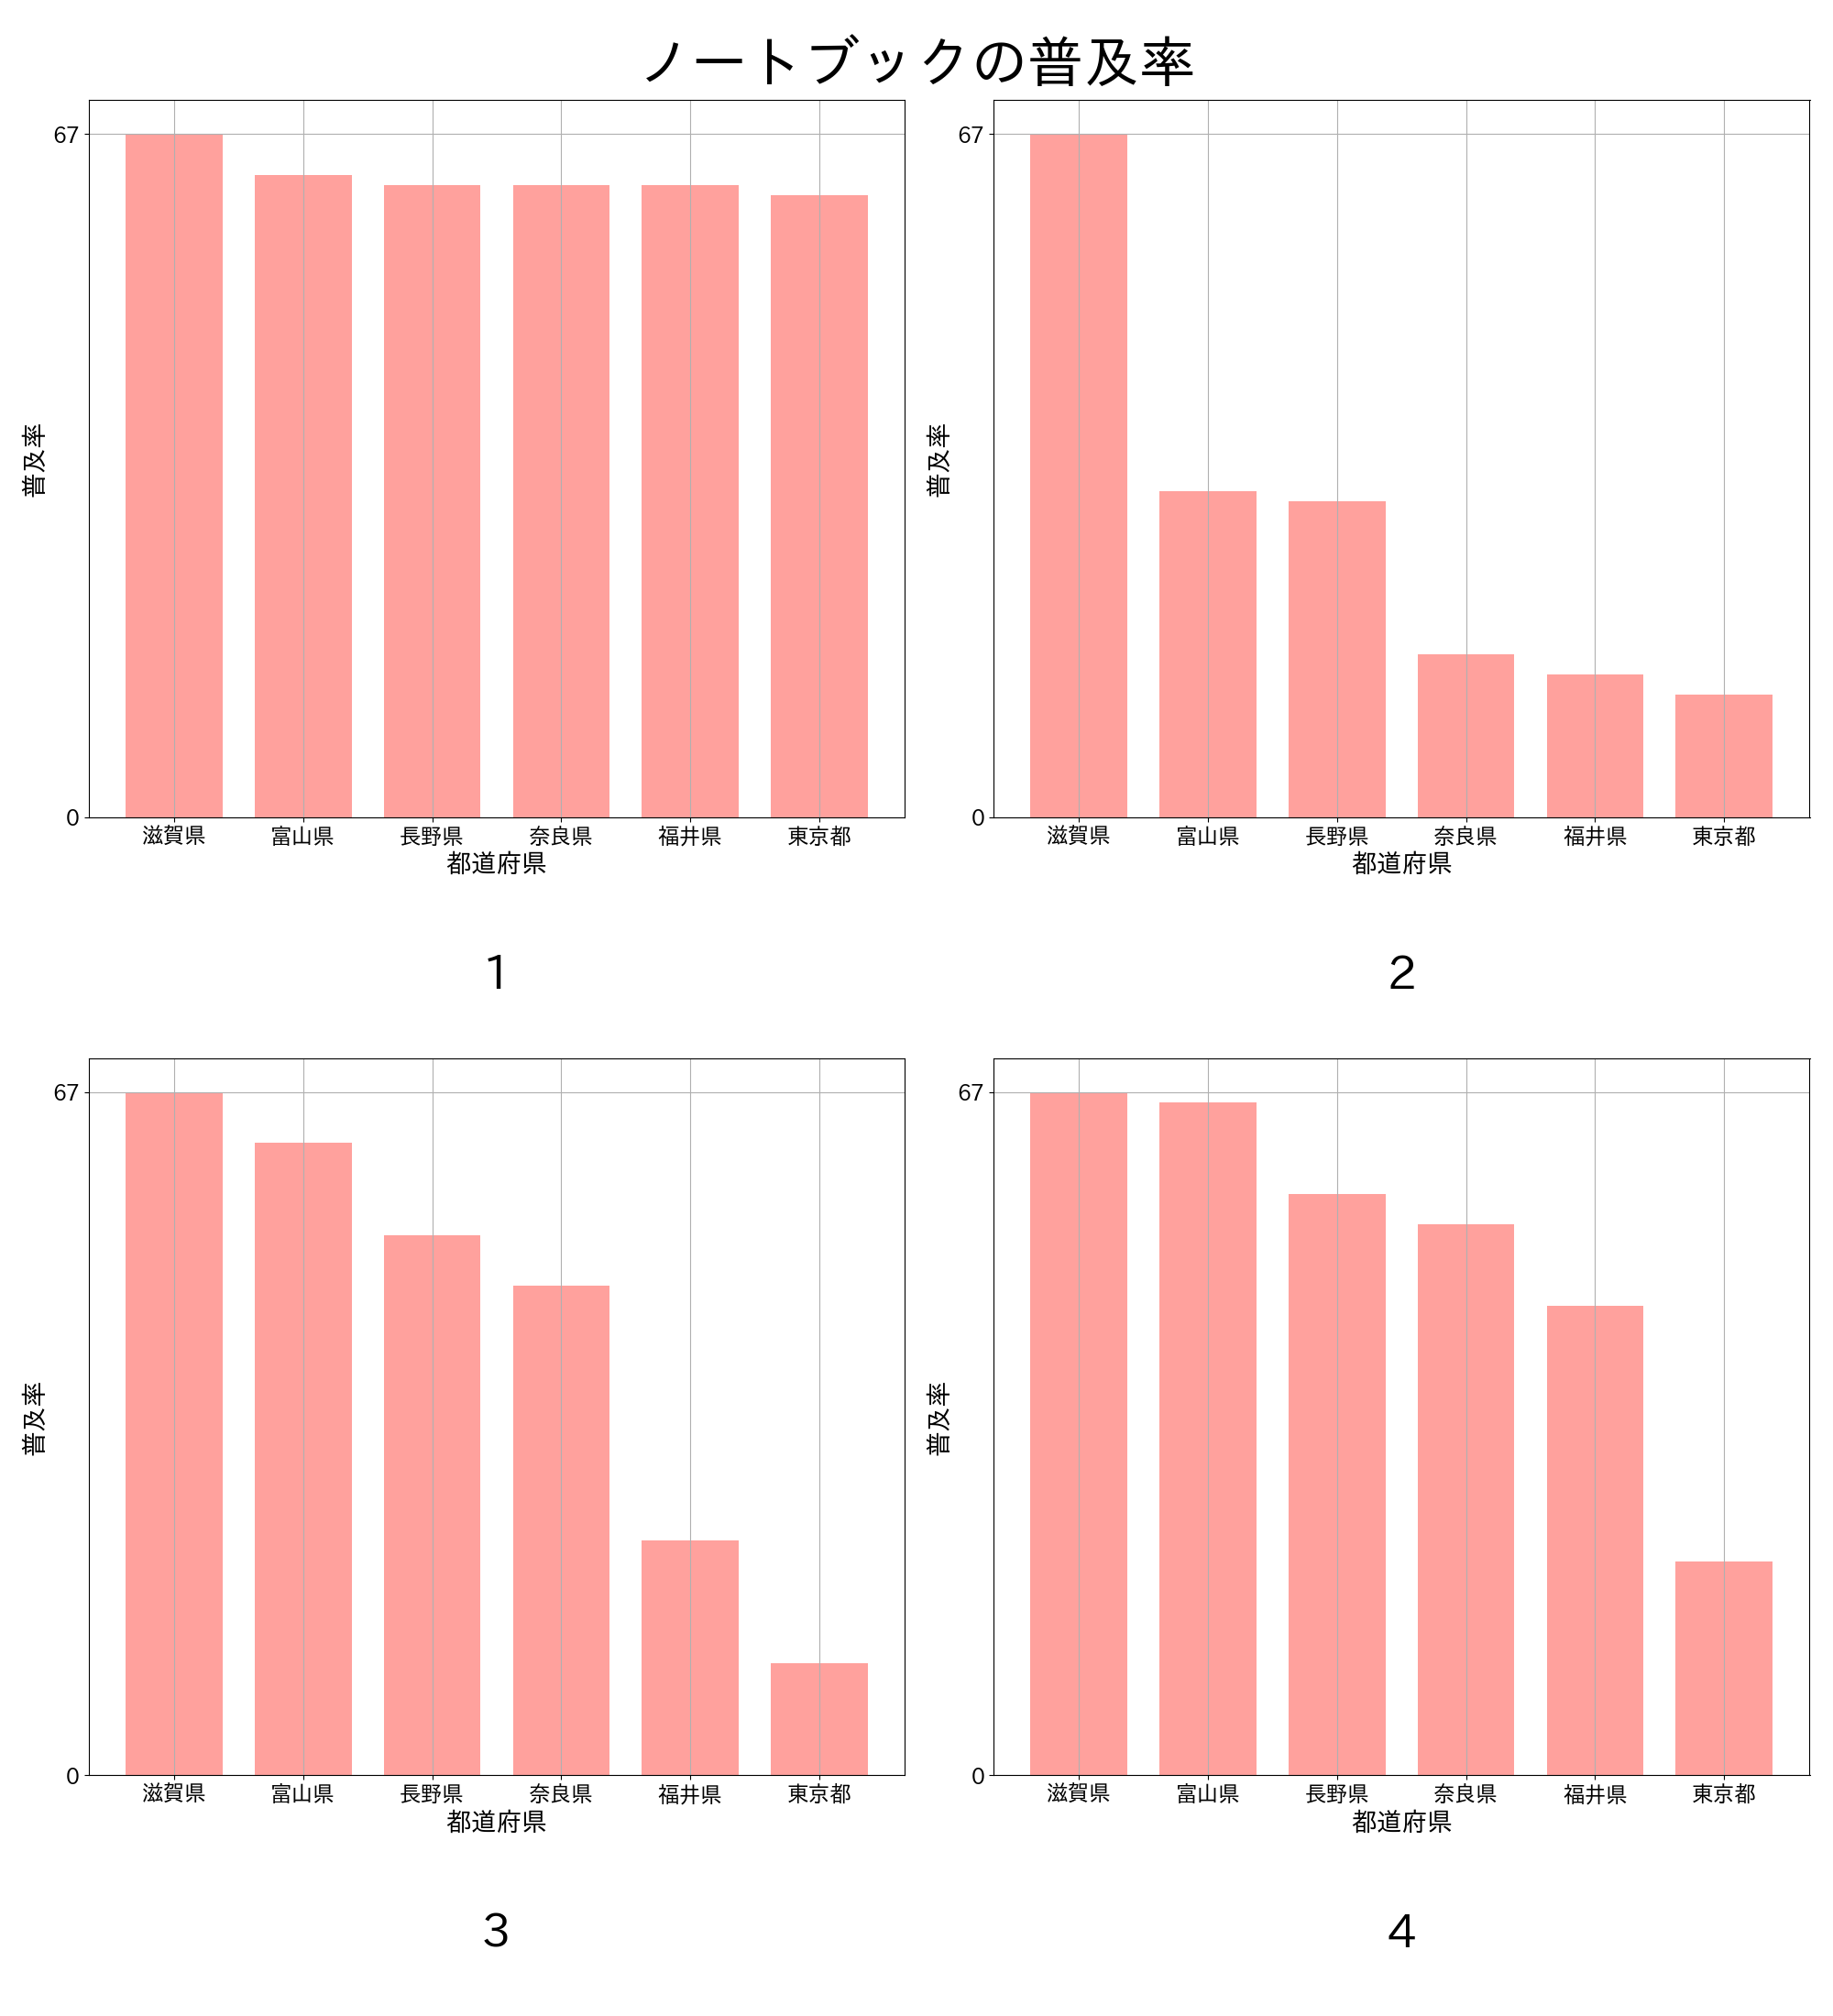 ノートブックの普及率
67
0
普及率
滋賀県 富山県 長野県 奈良県 福井県 東京都
都道府県
1
67
0
普及率
滋賀県 富山県 長野県 奈良県 福井県 東京都
都道府県
2
67
0
普及率
滋賀県 富山県 長野県 奈良県 福井県 東京都
都道府県
3
67
0
普及率
滋賀県 富山県 長野県 奈良県 福井県 東京都
都道府県
4